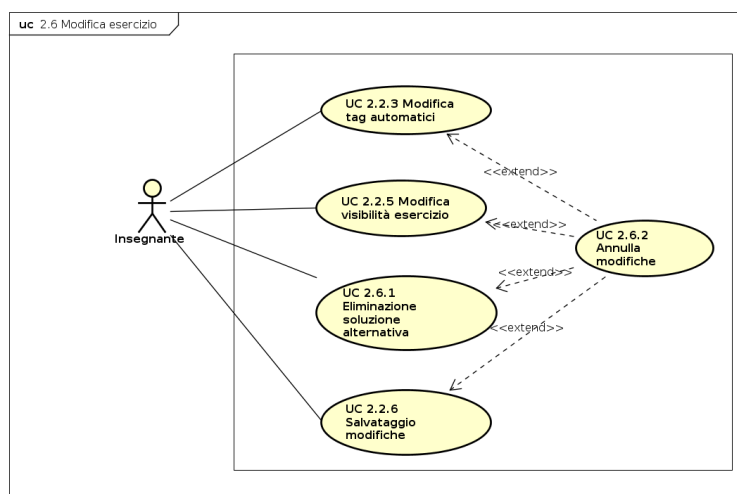 uc 2.6 Modifica esercizio
UC 2.2.3 Modifica
tag automatici
<<extend>>
UC 2.2.5 Modifica
visibilità esercizio
<<extend>>
Insegnante
UC 2.6.2
Annulla
modifiche
<<extend>>
UC 2.6.1
Eliminazione
soluzione
alternativa
<<extend>>
UC 2.2.6
Salvataggio
modifiche